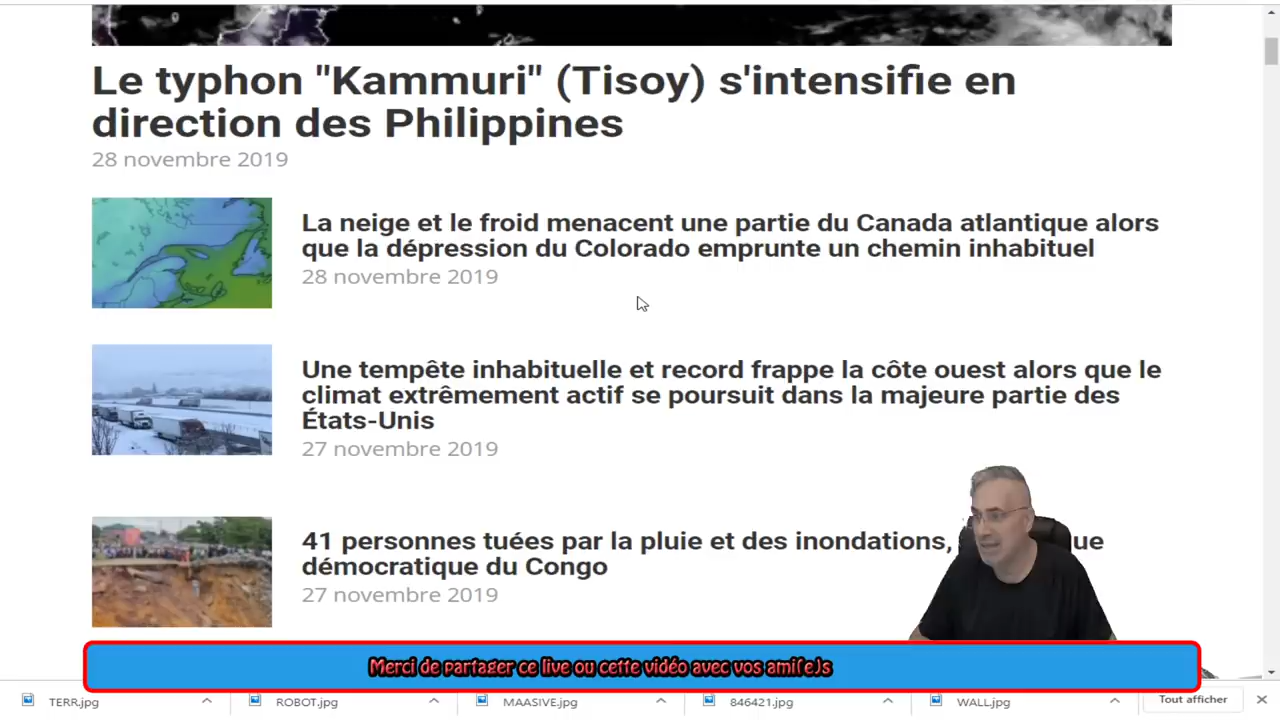 Le typhon "Kammuri" (Tisoy) s'intensifie en
direction des Philippines
28 novembre 2019
La neige et le froid menacent une partie du Canada atlantique alors
que la dépression du Colorado emprunte un chemin inhabituel
28 novembre 2019
Une tempête inhabituelle et record frappe la côte ouest alors que le
climat extrêmement actif se poursuit dans la majeure partie des
États-Unis
27 novembre 2019
41 personnes tuées par la pluie et des inondations, ue
démocratique du Congo
27 novembre 2019
Merci de partager ce live ou cette vidéo avec vos ami(e)s
TERR.jpg
ROBOT.jpg
MAASIVE.jpg
846421.jpg
WALL.jpg
Tout afficher